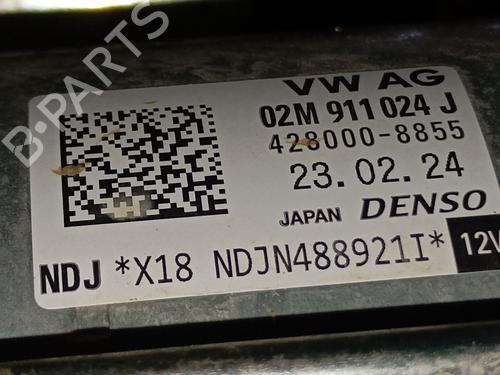 B-PARTS
VW AG
02M 911 024 J
428000-8855
23.02.24
JAPAN DENSO
NDJ *X18 NDJN488921I* 12V